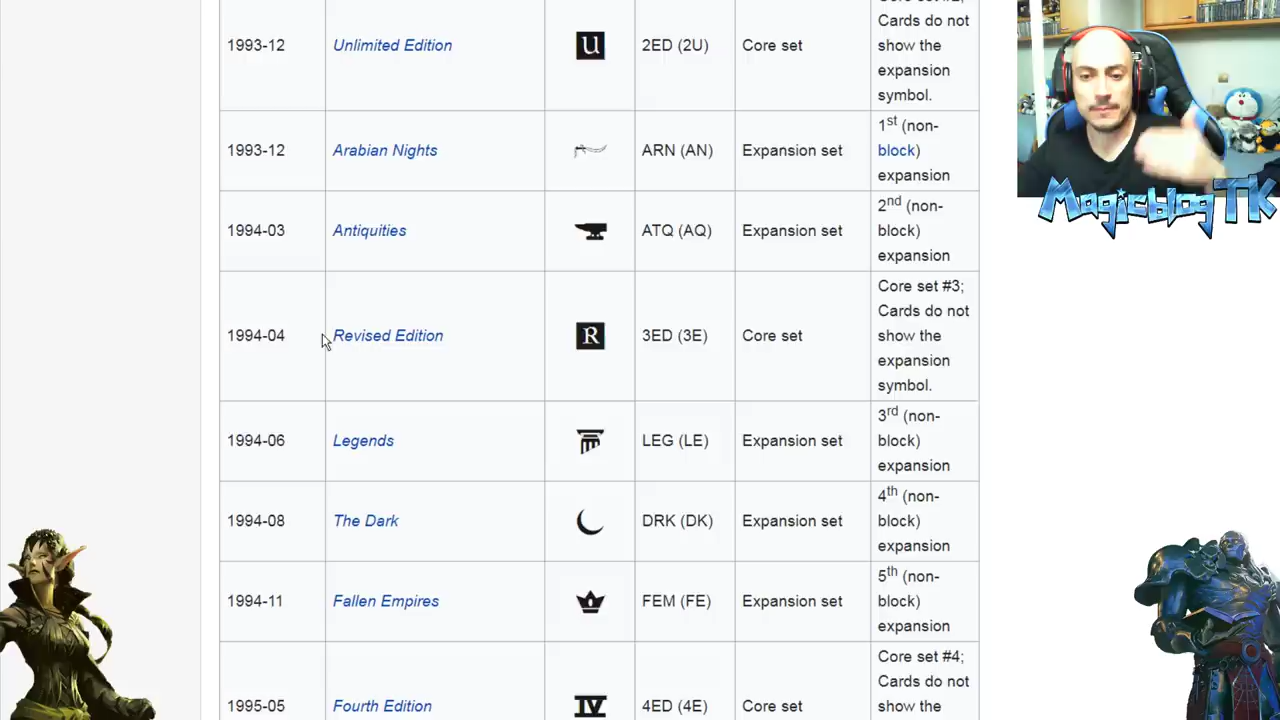 Core set #2;
Cards do not
show the
expansion
symbol.
1993-12 Unlimited Edition U 2ED (2U) Core set
1st (non-
block)
expansion
1993-12 Arabian Nights ARN (AN) Expansion set
2nd (non-
block)
expansion
1994-03 Antiquities ATQ (AQ) Expansion set
Core set #3;
Cards do not
show the
expansion
symbol.
1994-04 Revised Edition R 3ED (3E) Core set
3rd (non-
block)
expansion
1994-06 Legends LEG (LE) Expansion set
4th (non-
block)
expansion
1994-08 The Dark DRK (DK) Expansion set
5th (non-
block)
expansion
1994-11 Fallen Empires FEM (FE) Expansion set
Core set #4;
Cards do not
show the
1995-05 Fourth Edition IV 4ED (4E) Core set
MagicblogTK